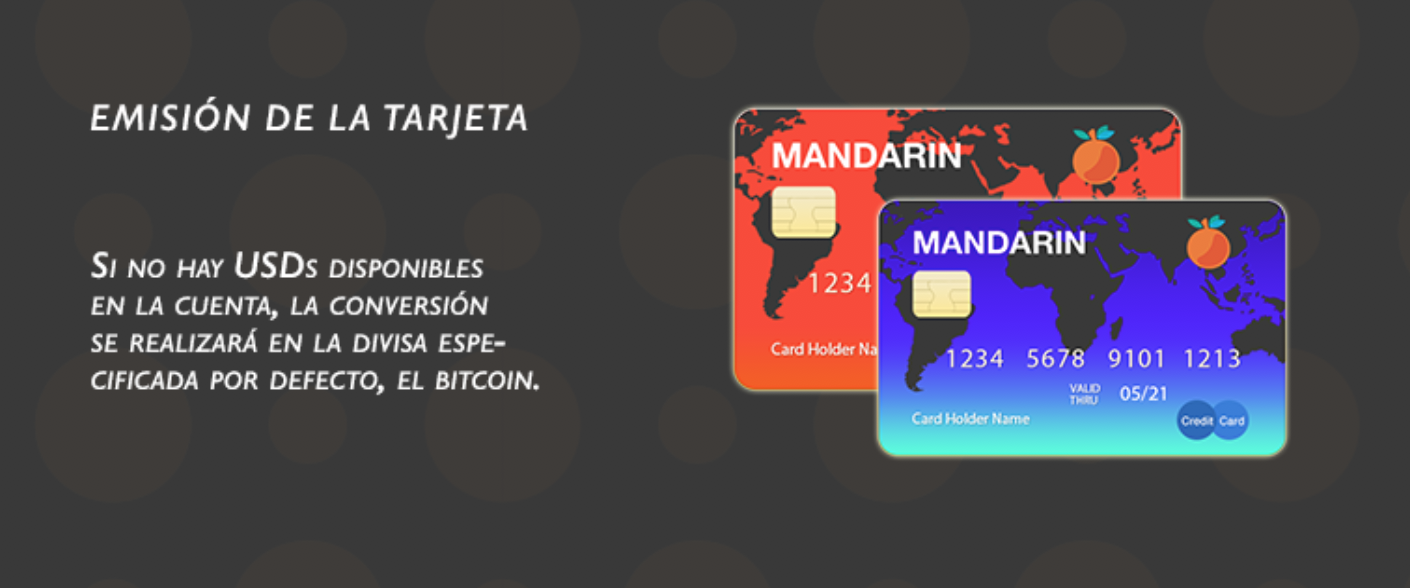 EMISIÓN DE LA TARJETA
SI NO HAY USDS DISPONIBLES
EN LA CUENTA, LA CONVERSIÓN
SE REALIZARÁ EN LA DIVISA ESPE-
CIFICADA POR DEFECTO, EL BITCOIN.
MANDARIN
1234
Card Holder Na
MANDARIN
1234 5678 9101 1213
VALID
THRU 05/21
Card Holder Name
Credit Card